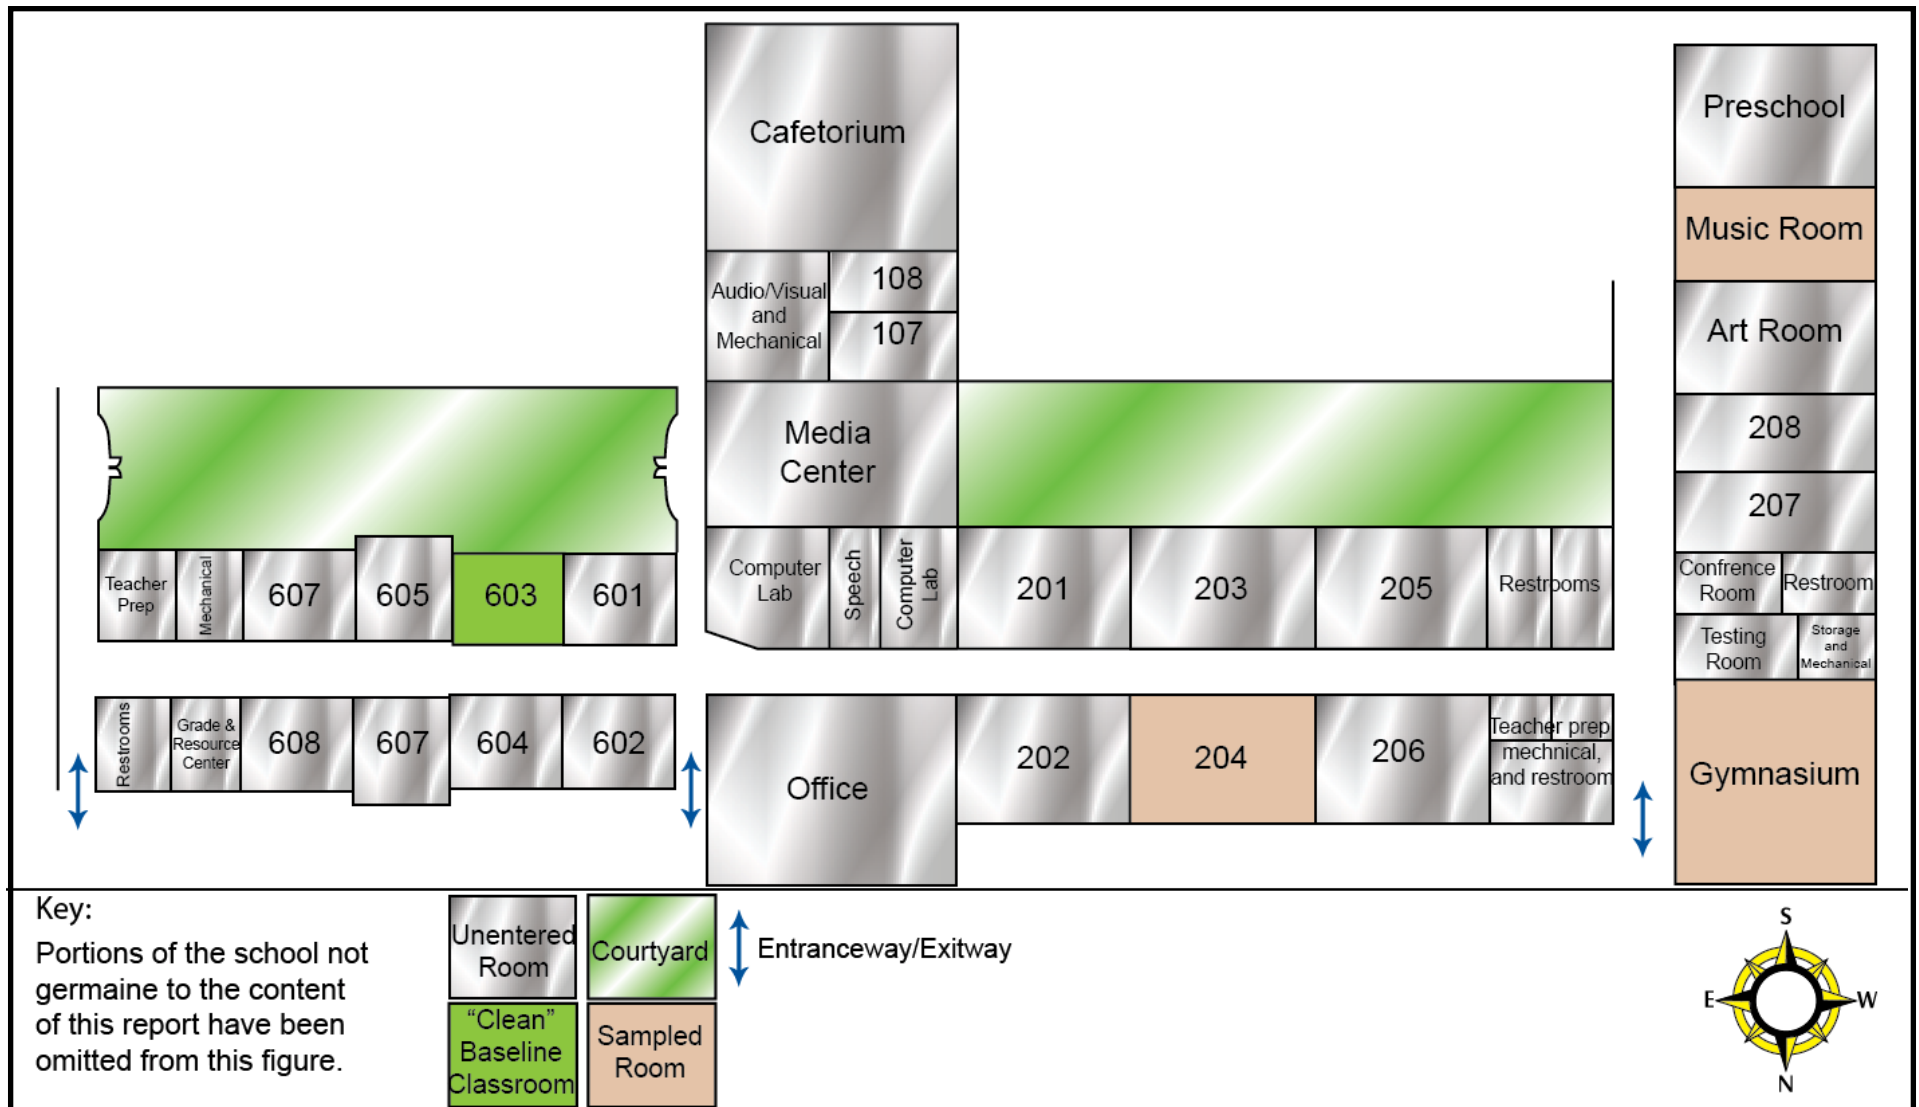 Cafetorium
Preschool
Music Room
Audio/Visual
and
Mechanical
108
107
Art Room
Media
Center
208
207
Teacher
Prep
Mechanical
607
605
603
601
Computer
Lab
Speech
Computer
Lab
201
203
205
Restrooms
Confrence
Room
Restroom
Testing
Room
Storage
and
Mechanical
Restrooms
Grade &
Resource
Center
608
607
604
602
Office
202
204
206
Teacher prep
mechnical,
and restroom
Gymnasium
Key:
Portions of the school not
germaine to the content
of this report have been
omitted from this figure.
Unentered
Room
Courtyard
Entranceway/Exitway
“Clean”
Baseline
Classroom
Sampled
Room
S
E
W
N